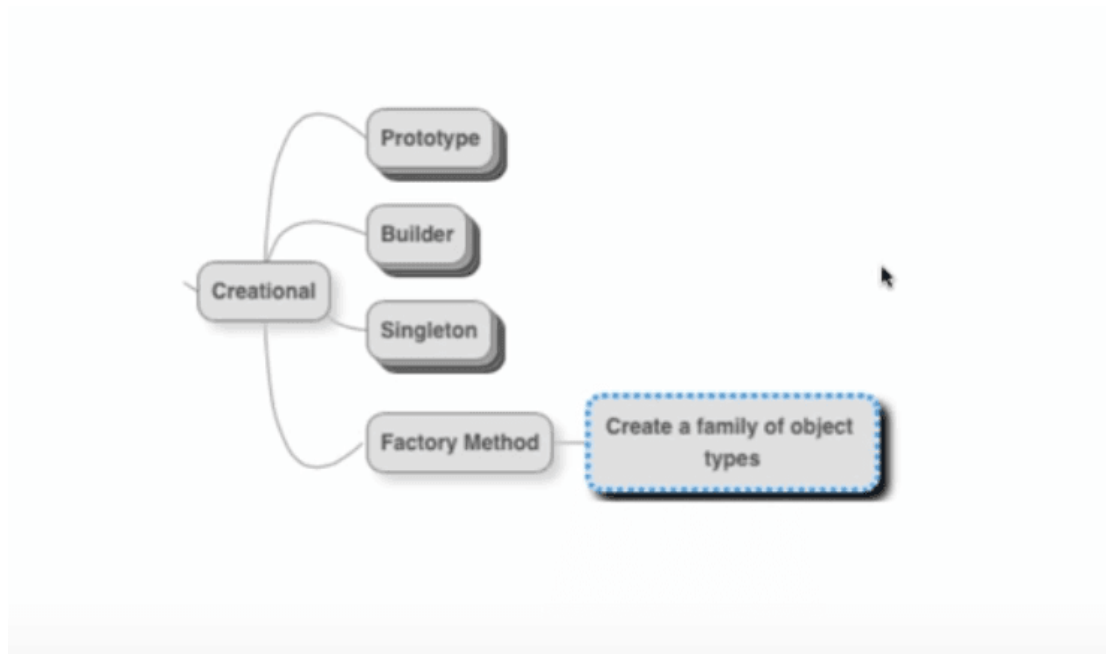 Prototype
Builder
Creational
Singleton
Factory Method
Create a family of object
types